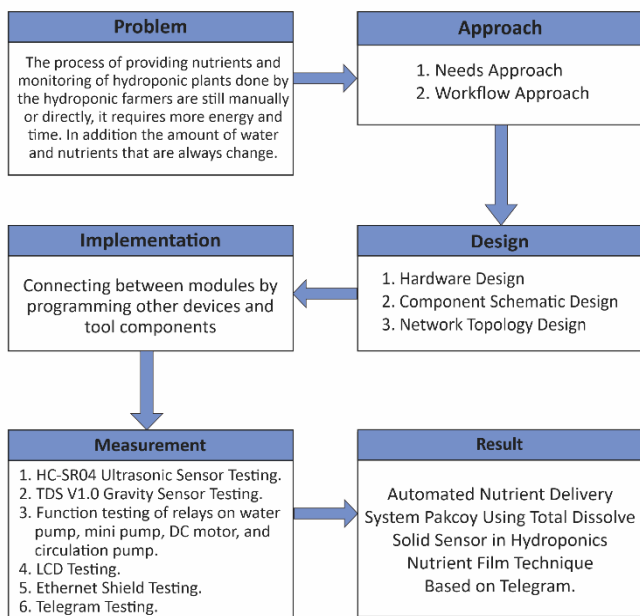 Problem
The process of providing nutrients and
monitoring of hydroponic plants done by
the hydroponic farmers are still manually
or directly, it requires more energy and
time. In addition the amount of water
and nutrients that are always change.
Approach
1. Needs Approach
2. Workflow Approach
Design
1. Hardware Design
2. Component Schematic Design
3. Network Topology Design
Implementation
Connecting between modules by
programming other devices and
tool components
Measurement
1. HC-SR04 Ultrasonic Sensor Testing.
2. TDS V1.0 Gravity Sensor Testing.
3. Function testing of relays on water
pump, mini pump, DC motor, and
circulation pump.
4. LCD Testing.
5. Ethernet Shield Testing.
6. Telegram Testing.
Result
Automated Nutrient Delivery
System Pakcoy Using Total Dissolve
Solid Sensor in Hydroponics
Nutrient Film Technique
Based on Telegram.